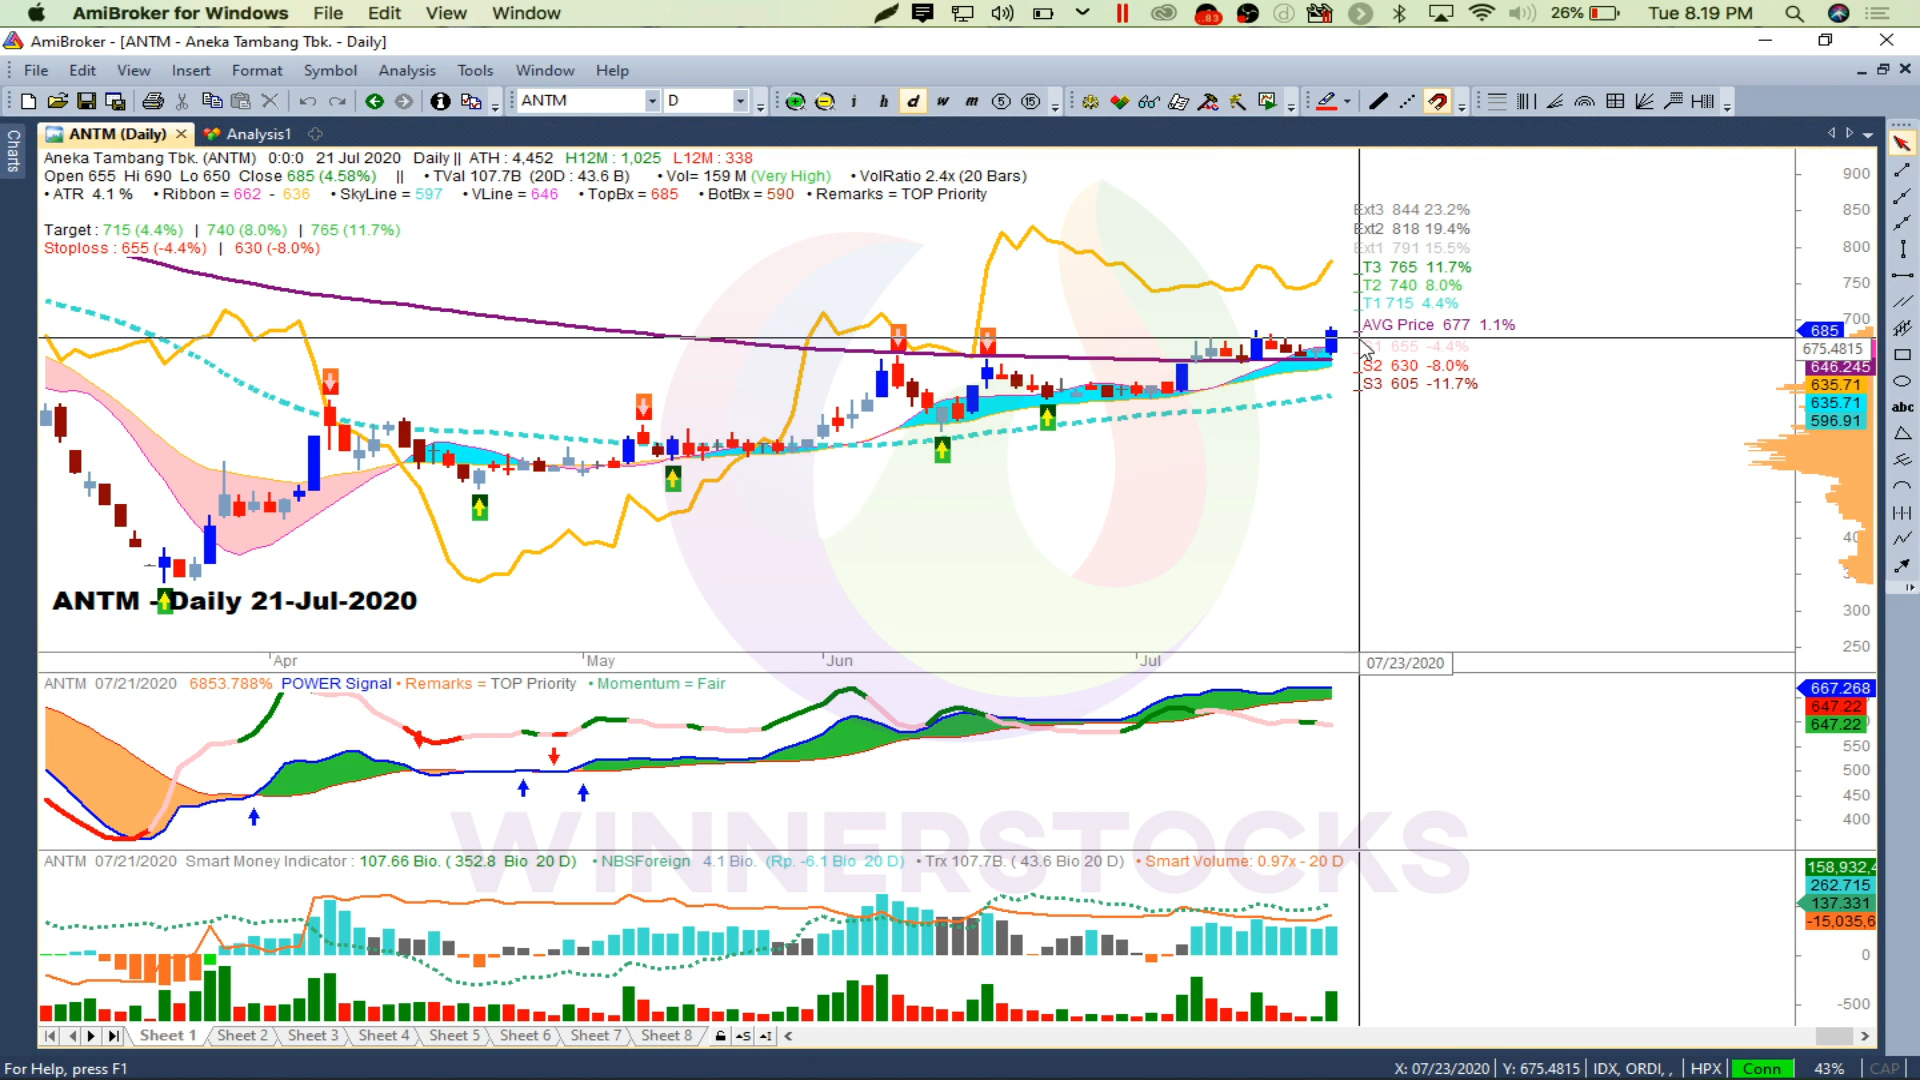 AmiBroker for Windows File Edit View Window 26% Tue 8.19 PM
AmiBroker - [ANTM - Aneka Tambang Tbk. - Daily]
File Edit View Insert Format Symbol Analysis Tools Window Help
ANTM D i h d w m 5 15
Charts
ANTM (Daily) Analysis1
Aneka Tambang Tbk. (ANTM) 0:0:0 21 Jul 2020 Daily || ATH : 4,452 H12M : 1,025 L12M : 338
Open 655 Hi 690 Lo 650 Close 685 (4.58%) || • TVal 107.7B (20D : 43.6 B) • Vol= 159 M (Very High) • VolRatio 2.4x (20 Bars)
• ATR 4.1 % • Ribbon = 662 - 636 • SkyLine = 597 • VLine = 646 • TopBx = 685 • BotBx = 590 • Remarks = TOP Priority
Target : 715 (4.4%) | 740 (8.0%) | 765 (11.7%)
Stoploss : 655 (-4.4%) | 630 (-8.0%)
Ext3 844 23.2%
Ext2 818 19.4%
Ext1 791 15.5%
T3 765 11.7%
T2 740 8.0%
T1 715 4.4%
AVG Price 677 1.1%
S1 655 -4.4%
S2 630 -8.0%
S3 605 -11.7%
900
850
800
750
700
685
675.4815
646.245
635.71
635.71
596.91
300
250
abc
ANTM - Daily 21-Jul-2020
Apr May Jun Jul 07/23/2020
ANTM 07/21/2020 6853.788% POWER Signal • Remarks = TOP Priority • Momentum = Fair
667.268
647.22
647.22
550
500
450
400
WINNERSTOCKS
ANTM 07/21/2020 Smart Money Indicator : 107.66 Bio. ( 352.8 Bio 20 D) • NBSForeign 4.1 Bio. (Rp. -6.1 Bio 20 D) • Trx 107.7B. ( 43.6 Bio 20 D) • Smart Volume: 0.97x - 20 D
158,932,4
262.715
137.331
-15,035,6
0
-500
Sheet 1 Sheet 2 Sheet 3 Sheet 4 Sheet 5 Sheet 6 Sheet 7 Sheet 8
For Help, press F1 X: 07/23/2020 Y: 675.4815 IDX, ORDI, , HPX Conn 43% CAP